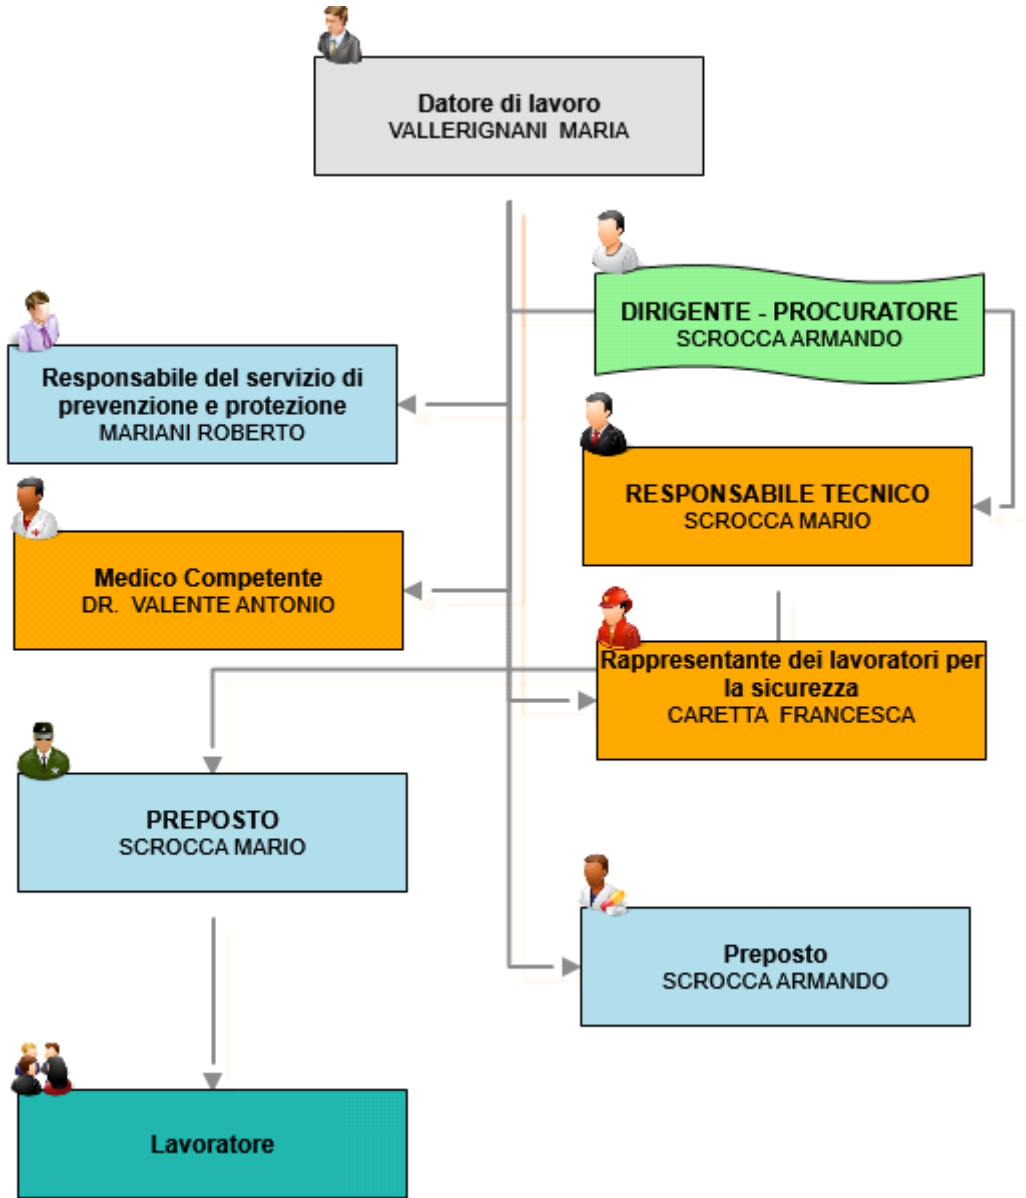 Datore di lavoro
VALLERIGNANI MARIA
DIRIGENTE - PROCURATORE
SCROCCA ARMANDO
Responsabile del servizio di
prevenzione e protezione
MARIANI ROBERTO
RESPONSABILE TECNICO
SCROCCA MARIO
Medico Competente
DR. VALENTE ANTONIO
Rappresentante dei lavoratori per
la sicurezza
CARETTA FRANCESCA
PREPOSTO
SCROCCA MARIO
Preposto
SCROCCA ARMANDO
Lavoratore